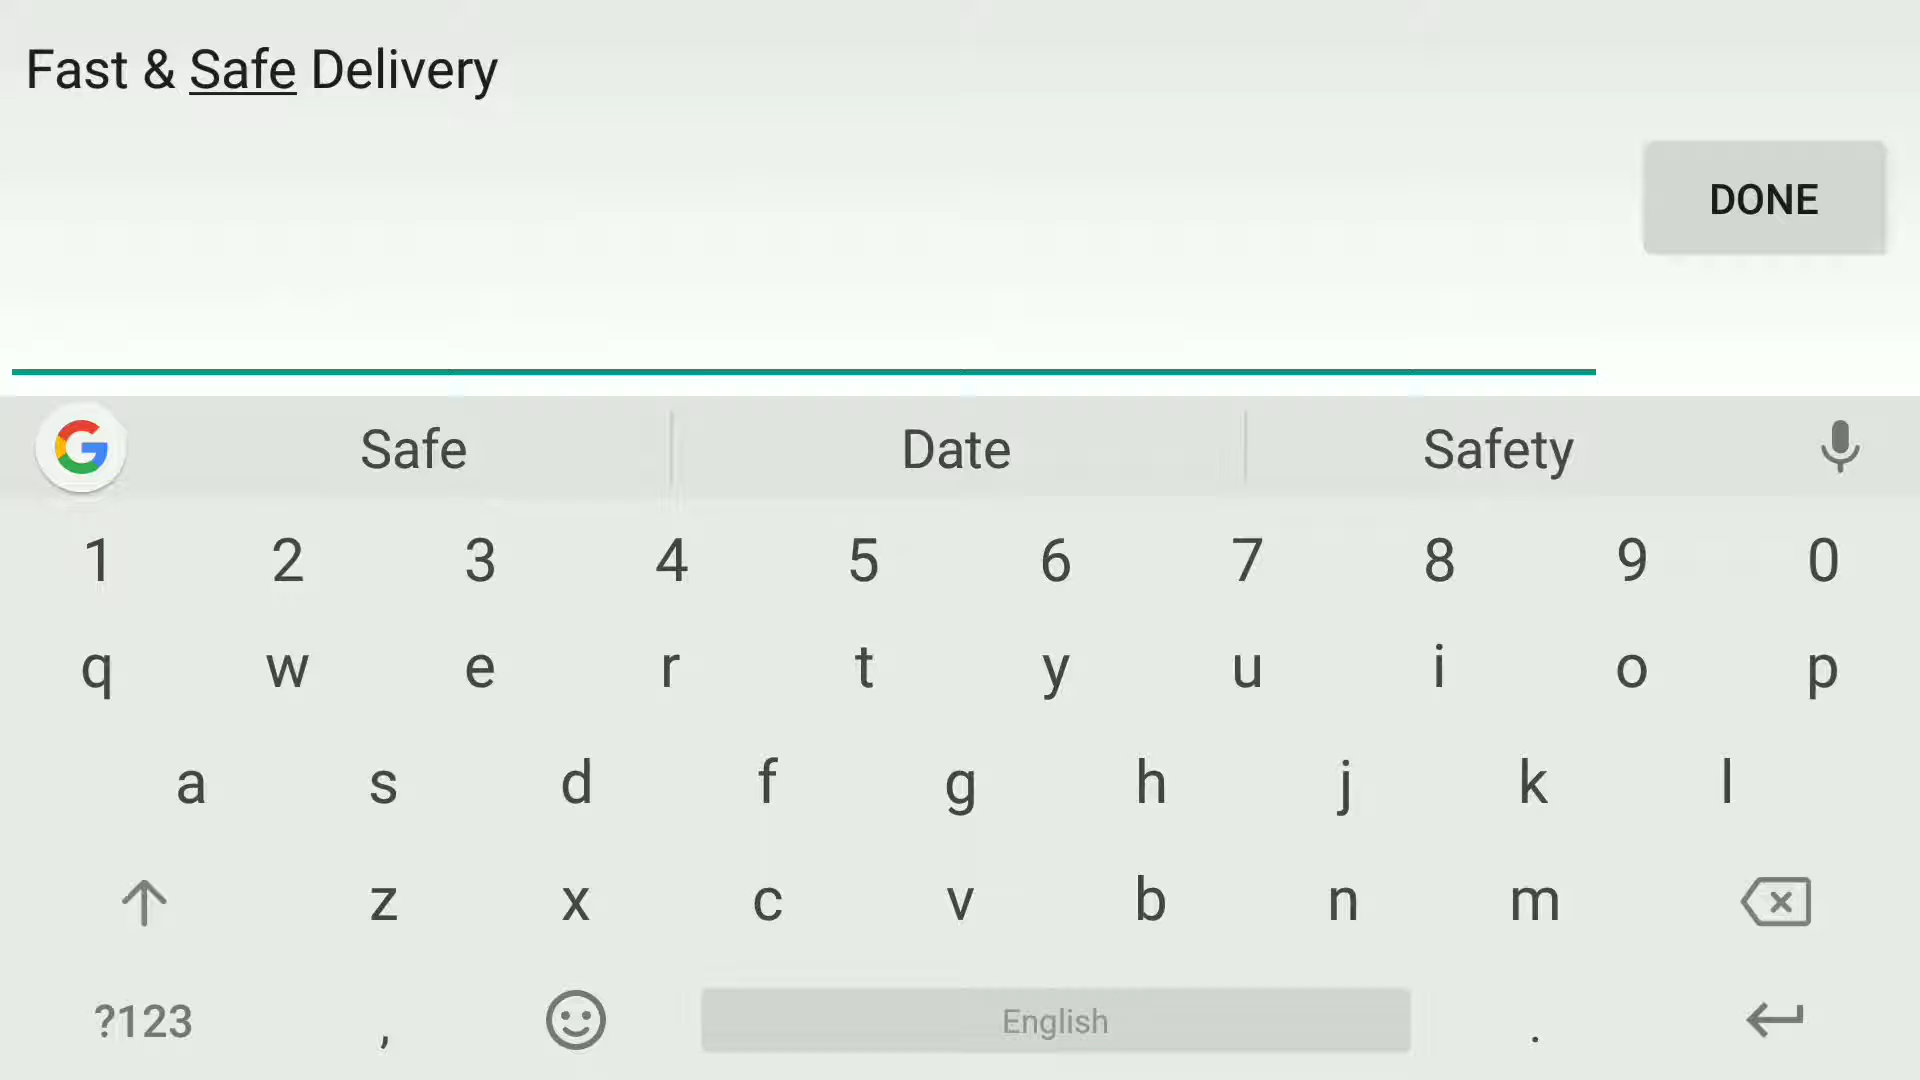 Fast & Safe Delivery
DONE
Safe Date Safety
1 2 3 4 5 6 7 8 9 0
q w e r t y u i o p
a s d f g h j k l
z x c v b n m
?123 , English .